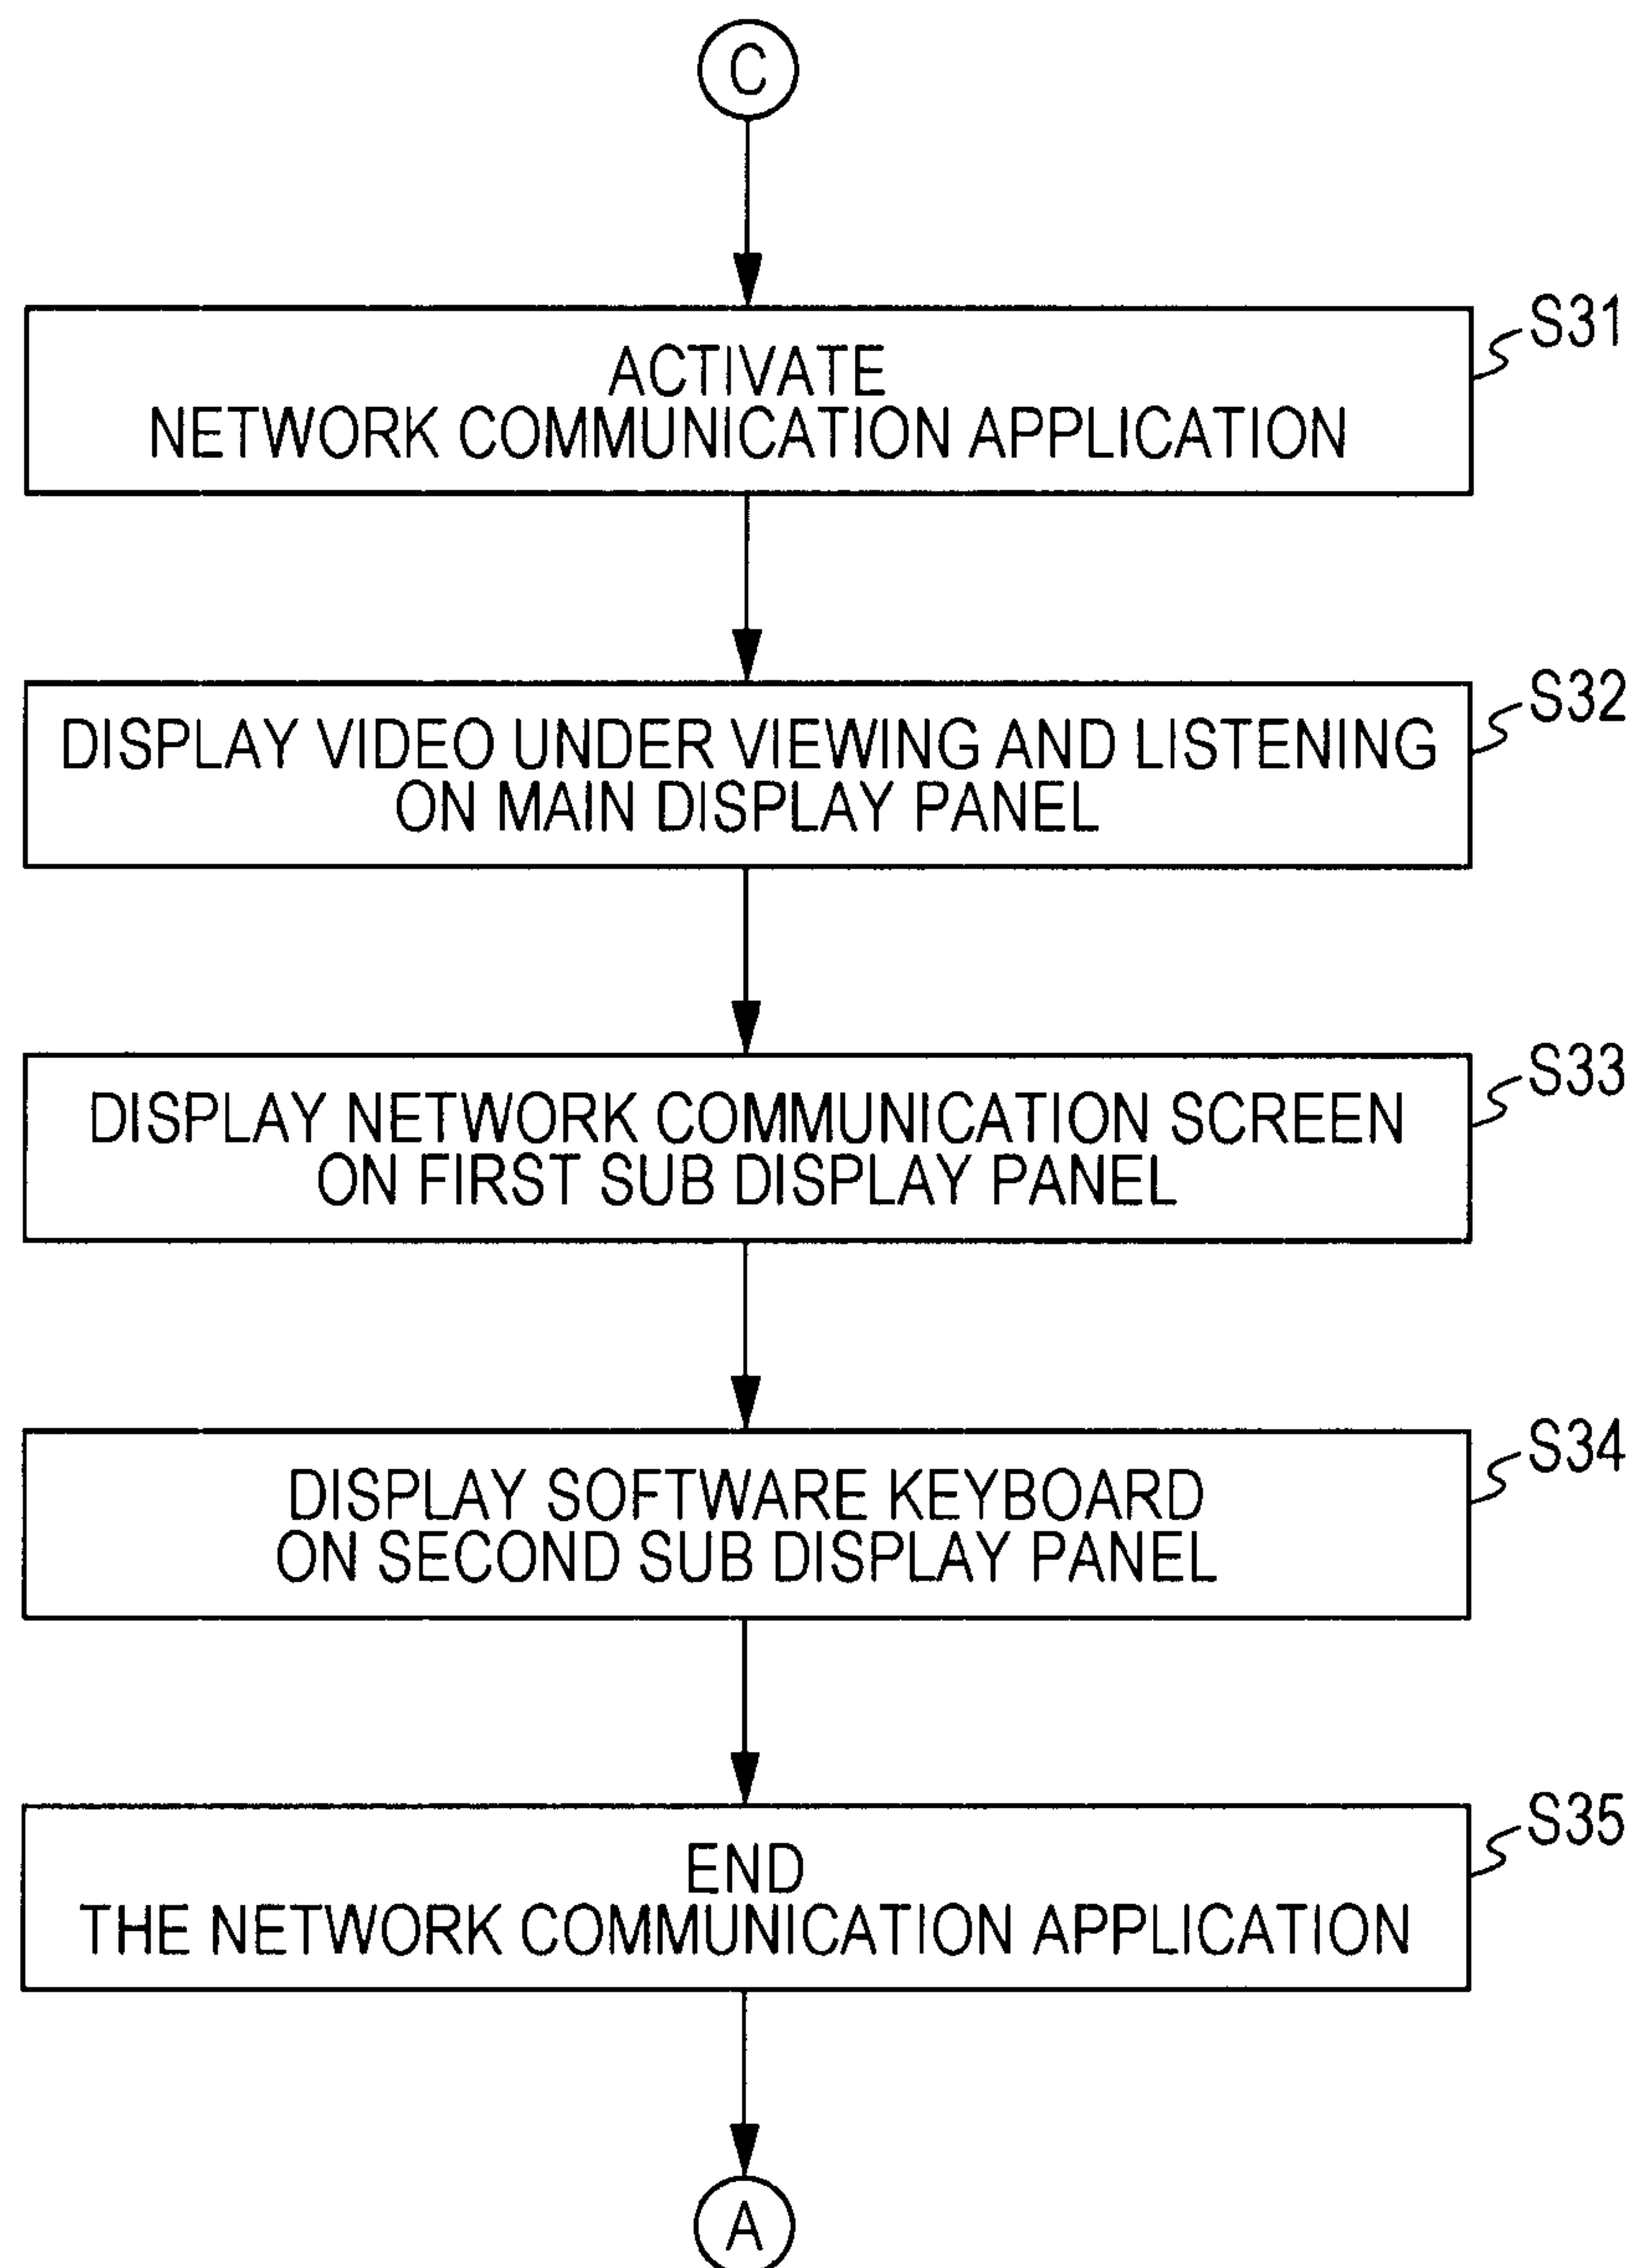 C
ACTIVATE
NETWORK COMMUNICATION APPLICATION
S31
DISPLAY VIDEO UNDER VIEWING AND LISTENING
ON MAIN DISPLAY PANEL
S32
DISPLAY NETWORK COMMUNICATION SCREEN
ON FIRST SUB DISPLAY PANEL
S33
DISPLAY SOFTWARE KEYBOARD
ON SECOND SUB DISPLAY PANEL
S34
END
THE NETWORK COMMUNICATION APPLICATION
S35
A